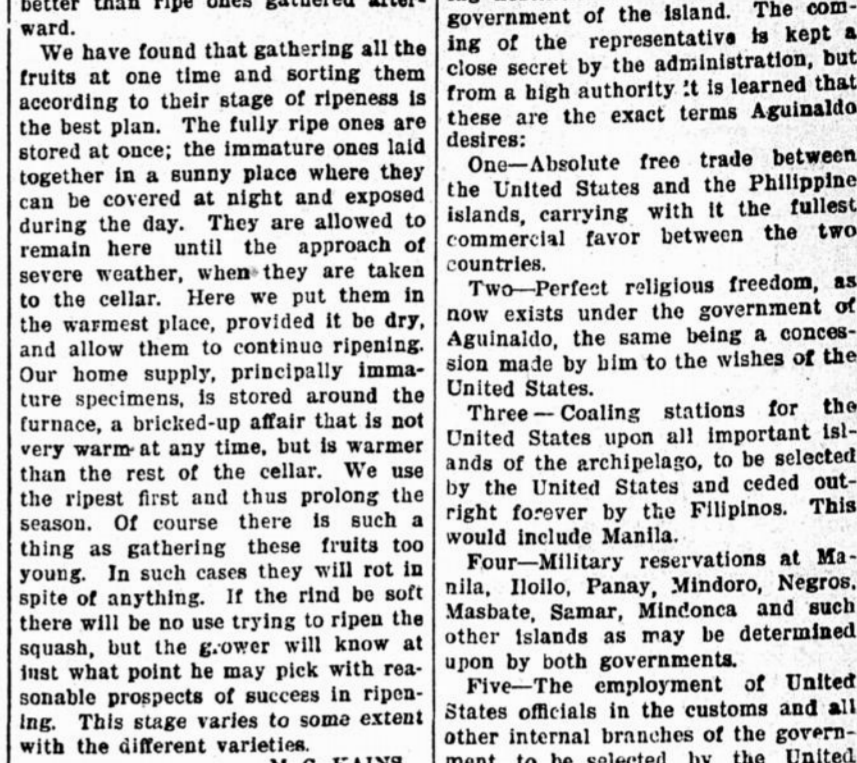 better than ripe ones gathered after-
ward.
We have found that gathering all the
fruits at one time and sorting them
according to their stage of ripeness is
the best plan. The fully ripe ones are
stored at once; the immature ones laid
together in a sunny place where they
can be covered at night and exposed
during the day. They are allowed to
remain here until the approach of
severe weather, when they are taken
to the cellar. Here we put them in
the warmest place, provided it be dry,
and allow them to continue ripening.
Our home supply, principally imma-
ture specimens, is stored around the
furnace, a bricked-up affair that is not
very warm at any time, but is warmer
than the rest of the cellar. We use
the ripest first and thus prolong the
season. Of course there is such a
thing as gathering these fruits too
young. In such cases they will rot in
spite of anything. If the rind be soft
there will be no use trying to ripen the
squash, but the grower will know at
just what point he may pick with rea-
sonable prospects of success in ripen-
ing. This stage varies to some extent
with the different varieties.
M. G. KAINS.
government of the island. The com-
ing of the representative is kept a
close secret by the administration, but
from a high authority it is learned that
these are the exact terms Aguinaldo
desires:
One—Absolute free trade between
the United States and the Philippine
islands, carrying with it the fullest
commercial favor between the two
countries.
Two—Perfect religious freedom, as
now exists under the government of
Aguinaldo, the same being a conces-
sion made by him to the wishes of the
United States.
Three—Coaling stations for the
United States upon all important isl-
ands of the archipelago, to be selected
by the United States and ceded out-
right forever by the Filipinos. This
would include Manila.
Four—Military reservations at Ma-
nila, Iloilo, Panay, Mindoro, Negros,
Masbate, Samar, Mindonca and such
other islands as may be determined
upon by both governments.
Five—The employment of United
States officials in the customs and all
other internal branches of the govern-
ment, to be selected by the United